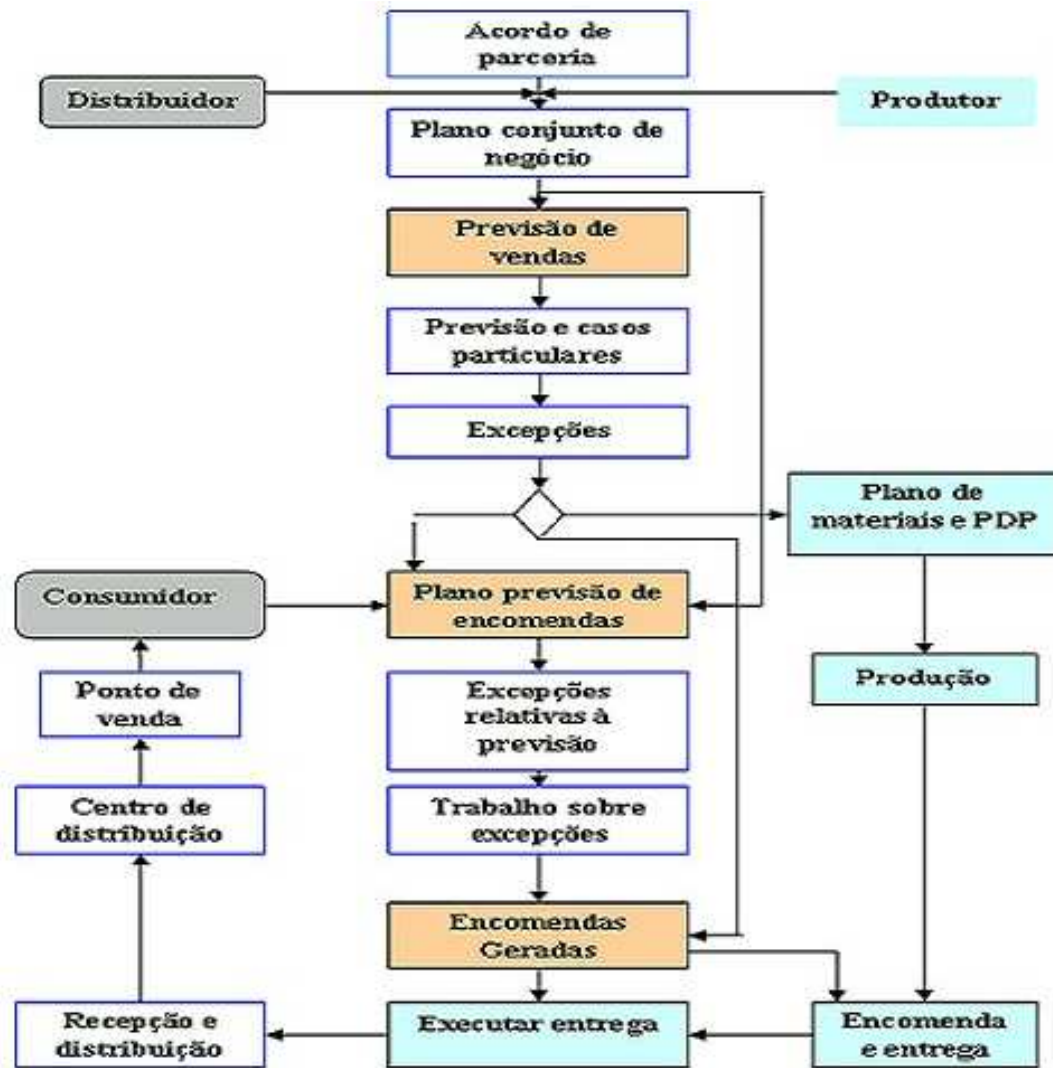 Acordo de
parceria
Distribuidor
Produtor
Plano conjunto de
negócio
Previsão de
vendas
Previsão e casos
particulares
Excepções
Plano de
materiais e PDP
Consumidor
Plano previsão de
encomendas
Ponto de
venda
Excepções
relativas à
previsão
Produção
Centro de
distribuição
Trabalho sobre
excepções
Encomendas
Geradas
Recepção e
distribuição
Executar entrega
Encomenda
e entrega